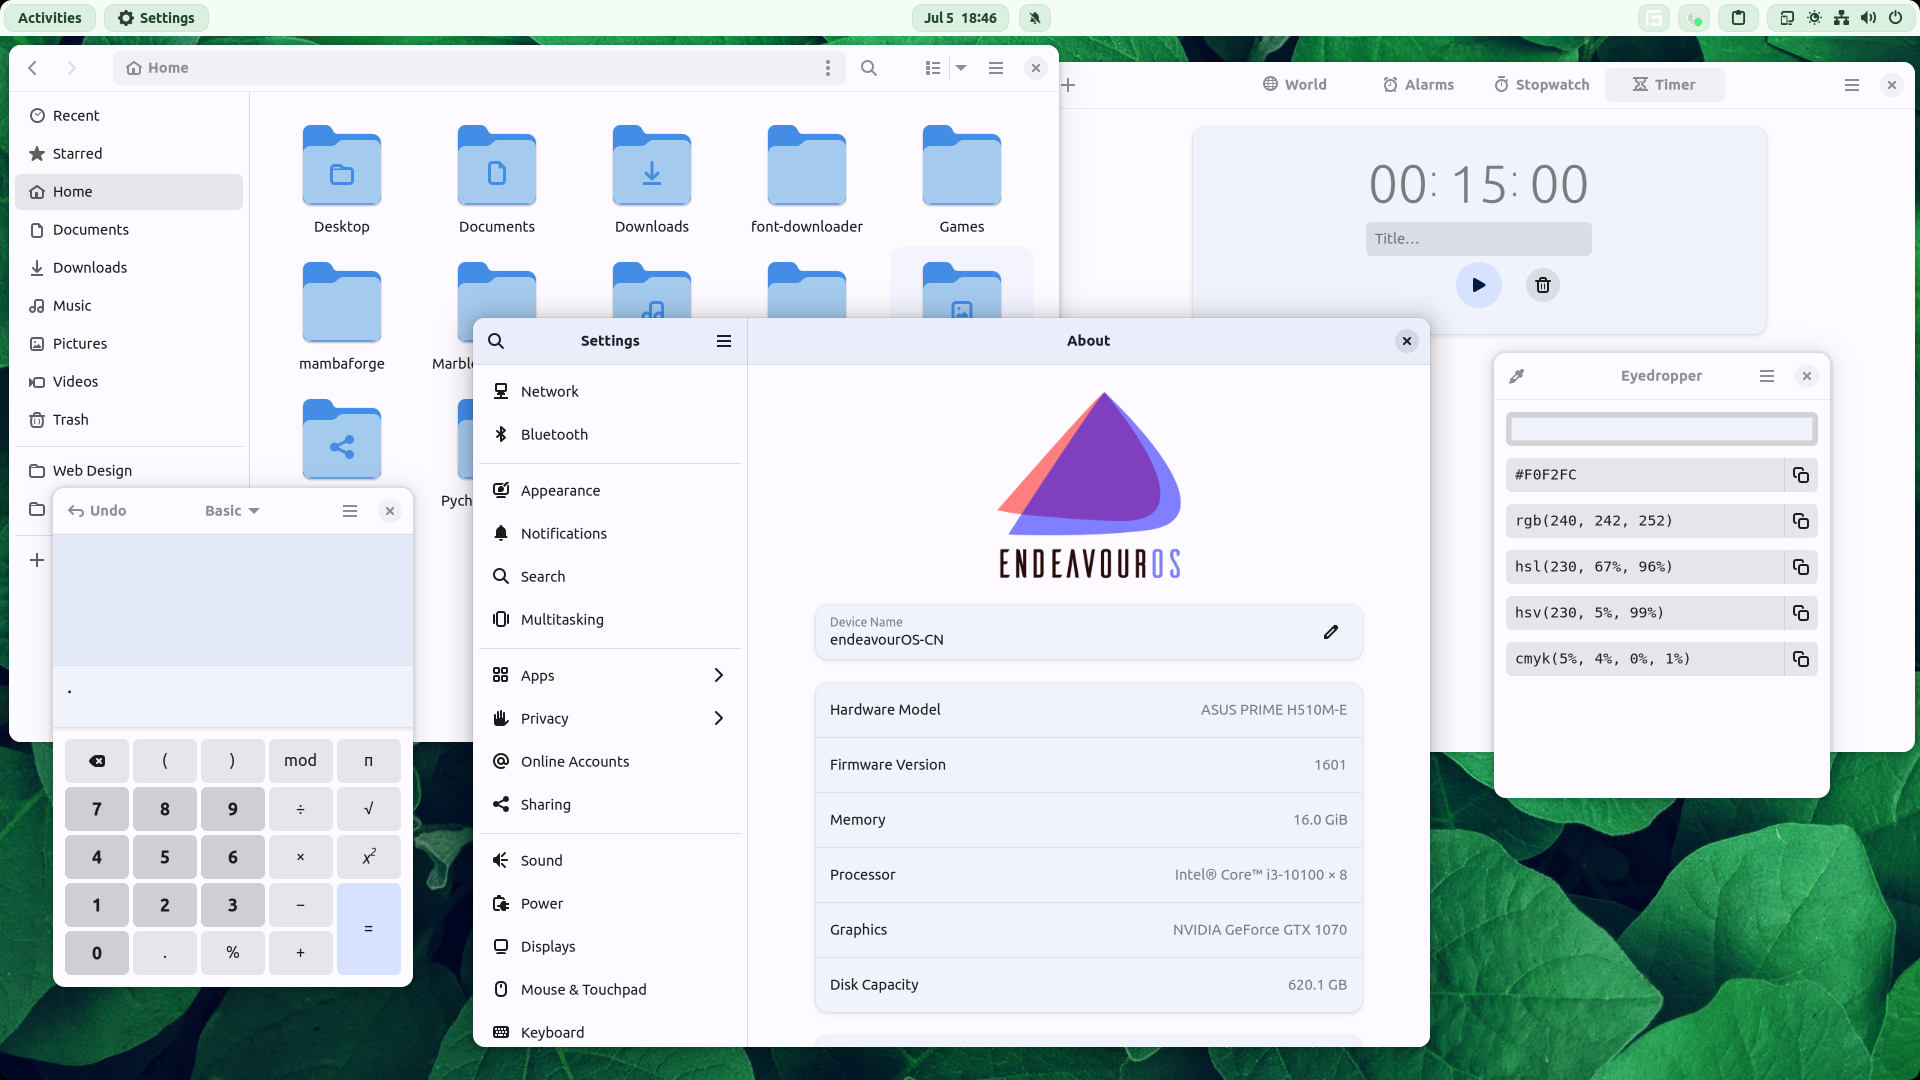 Activities
Settings
Jul 5 18:46
Home
Recent
Starred
Home
Documents
Downloads
Music
Pictures
Videos
Trash
Web Design
Desktop
Documents
Downloads
font-downloader
Games
mambaforge
Marble
Pych
World
Alarms
Stopwatch
Timer
00: 15: 00
Title...
Undo
Basic
.
(
)
mod
π
7
8
9
÷
√
4
5
6
×
x²
1
2
3
−
=
0
.
%
+
Settings
Network
Bluetooth
Appearance
Notifications
Search
Multitasking
Apps
Privacy
Online Accounts
Sharing
Sound
Power
Displays
Mouse & Touchpad
Keyboard
About
ENDEAVOUROS
Device Name
endeavourOS-CN
Hardware Model ASUS PRIME H510M-E
Firmware Version 1601
Memory 16.0 GiB
Processor Intel® Core™ i3-10100 × 8
Graphics NVIDIA GeForce GTX 1070
Disk Capacity 620.1 GB
Eyedropper
#F0F2FC
rgb(240, 242, 252)
hsl(230, 67%, 96%)
hsv(230, 5%, 99%)
cmyk(5%, 4%, 0%, 1%)